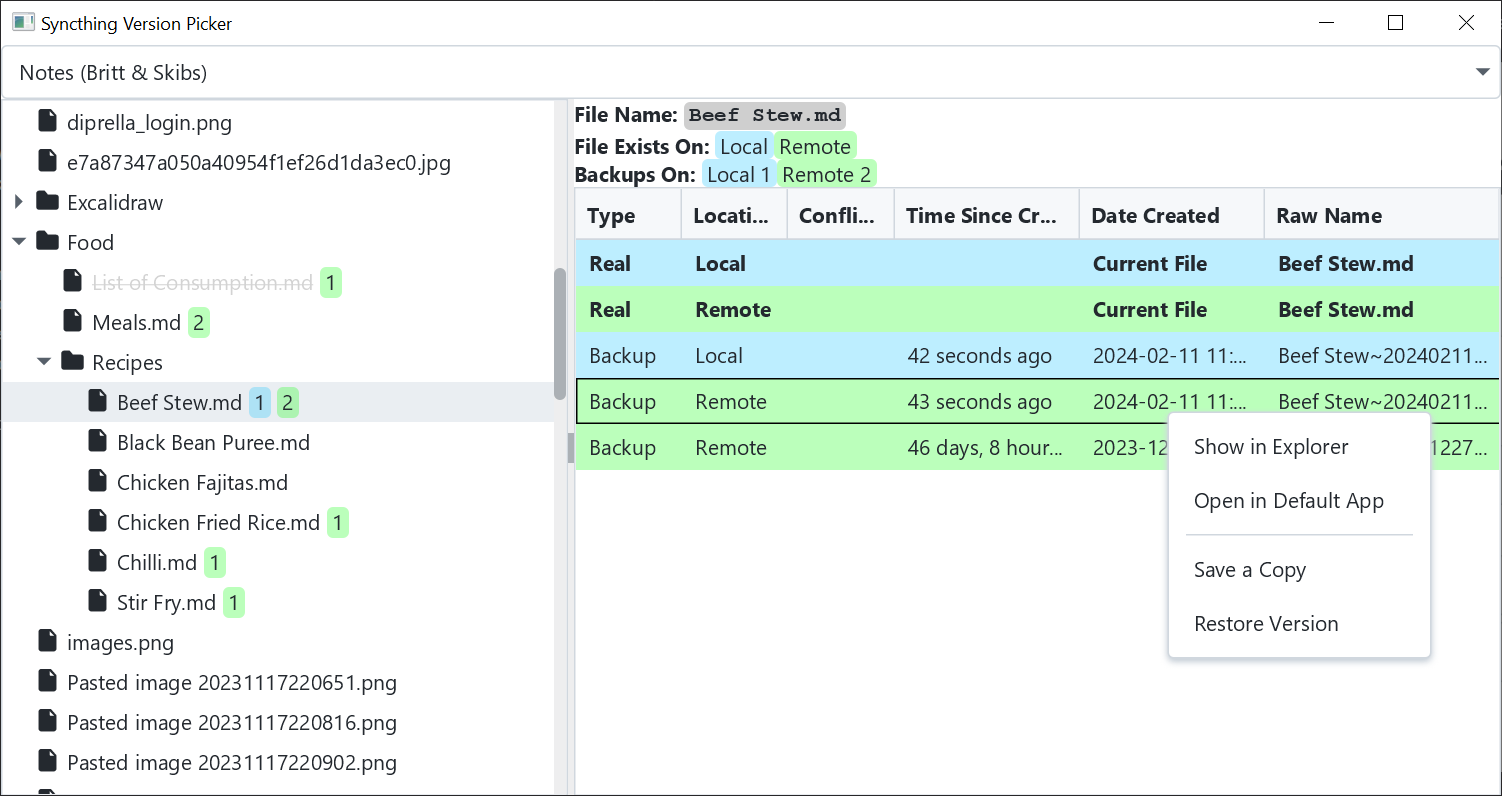 Syncthing Version Picker
Notes (Britt & Skibs)
diprella_login.png
e7a87347a050a40954f1ef26d1da3ec0.jpg
Excalidraw
Food
List of Consumption.md 1
Meals.md 2
Recipes
Beef Stew.md 1 2
Black Bean Puree.md
Chicken Fajitas.md
Chicken Fried Rice.md 1
Chilli.md 1
Stir Fry.md 1
images.png
Pasted image 20231117220651.png
Pasted image 20231117220816.png
Pasted image 20231117220902.png
File Name: Beef Stew.md
File Exists On: Local Remote
Backups On: Local 1 Remote 2
Type Locati... Confli... Time Since Cr... Date Created Raw Name
Real Local Current File Beef Stew.md
Real Remote Current File Beef Stew.md
Backup Local 42 seconds ago 2024-02-11 11:... Beef Stew~20240211...
Backup Remote 43 seconds ago 2024-02-11 11:... Beef Stew~20240211...
Backup Remote 46 days, 8 hour... 2023-12 1227...
Show in Explorer
Open in Default App
Save a Copy
Restore Version